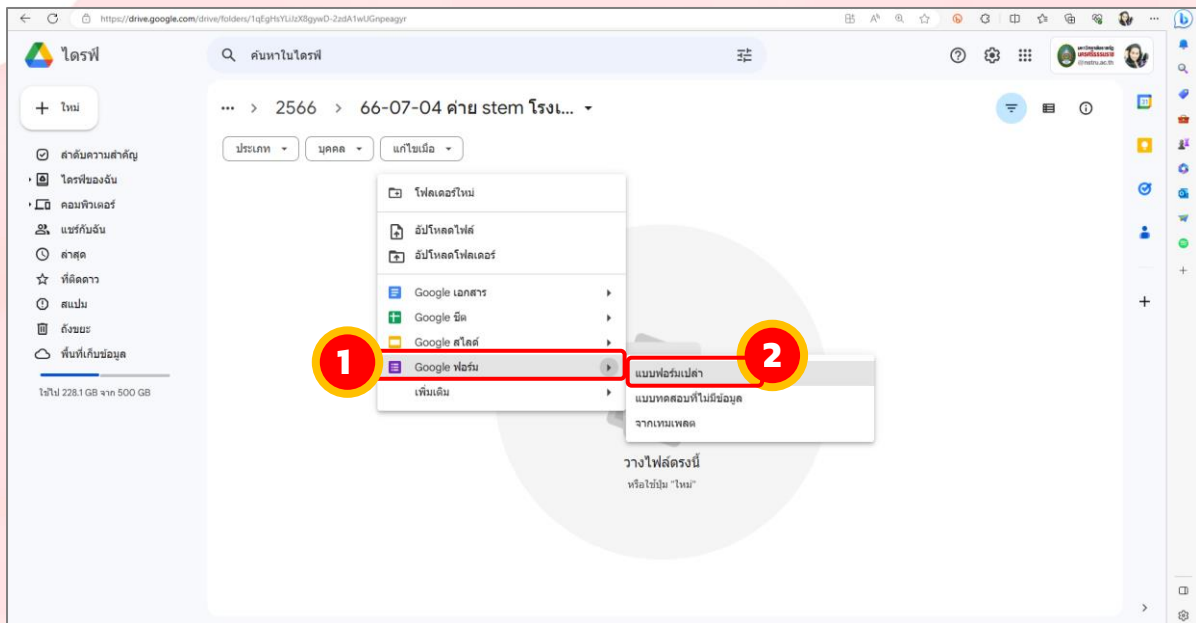 https://drive.google.com/drive/folders/1qEgHsYLiJzX8gywD-2zdA1wUGnpeagyr
ไดรฟ์
ค้นหาในไดรฟ์
ใหม่
2566 > 66-07-04 ค่าย stem โรงเ...
ประเภท
บุคคล
แก้ไขเมื่อ
ลำดับความสำคัญ
ไดรฟ์ของฉัน
คอมพิวเตอร์
แชร์กับฉัน
ล่าสุด
ที่ติดดาว
สแปม
ถังขยะ
พื้นที่เก็บข้อมูล
ใช้ไป 228.1 GB จาก 500 GB
โฟลเดอร์ใหม่
อัปโหลดไฟล์
อัปโหลดโฟลเดอร์
Google เอกสาร
Google ชีต
Google สไลด์
1
Google ฟอร์ม
เพิ่มเติม
2
แบบฟอร์มเปล่า
แบบทดสอบที่ไม่มีข้อมูล
จากเทมเพลต
วางไฟล์ตรงนี้
หรือใช้ปุ่ม "ใหม่"